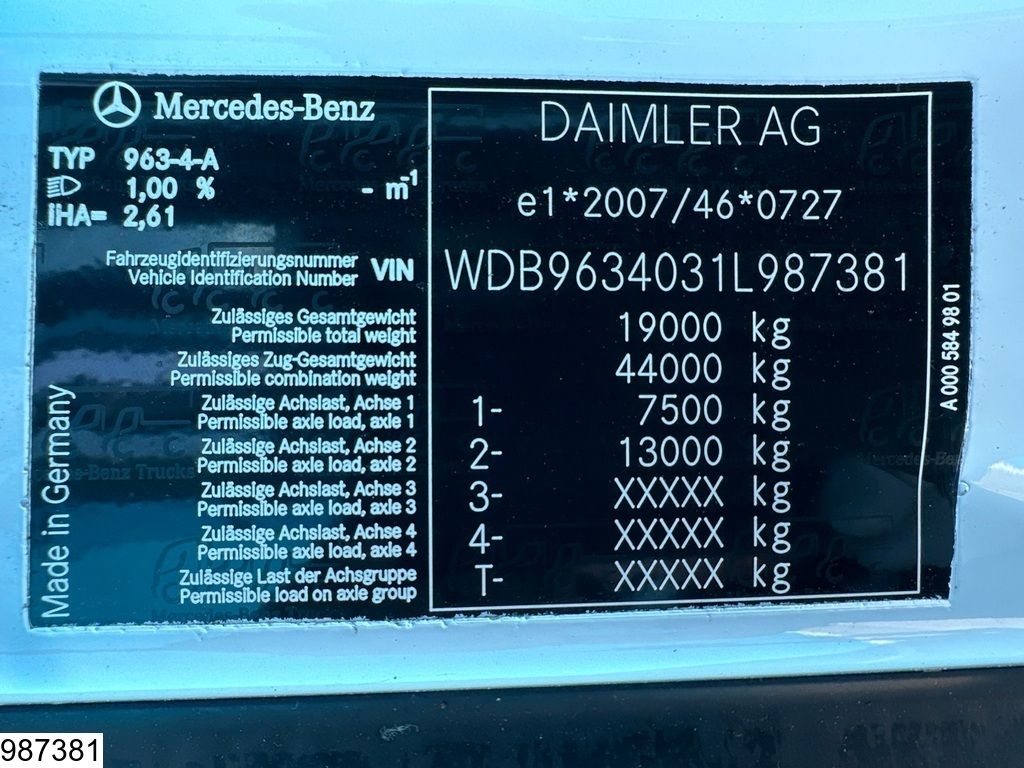 Mercedes-Benz
TYP 963-4-A
1,00 % - m-1
IHA= 2,61
DAIMLER AG
e1*2007/46*0727
Fahrzeugidentifizierungsnummer
Vehicle Identification Number VIN WDB9634031L987381
Zulässiges Gesamtgewicht
Permissible total weight 19000 kg
Zulässiges Zug-Gesamtgewicht
Permissible combination weight 44000 kg
Zulässige Achslast, Achse 1
Permissible axle load, axle 1 1- 7500 kg
Zulässige Achslast, Achse 2
Permissible axle load, axle 2 2- 13000 kg
Zulässige Achslast, Achse 3
Permissible axle load, axle 3 3- XXXXX kg
Zulässige Achslast, Achse 4
Permissible axle load, axle 4 4- XXXXX kg
Zulässige Last der Achsgruppe
Permissible load on axle group T- XXXXX kg
Made in Germany
A 000 584 98 01
987381